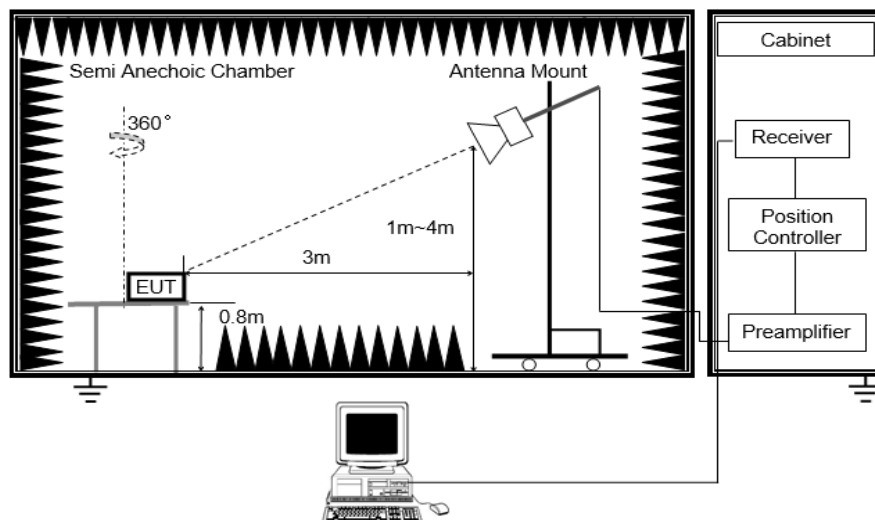 Semi Anechoic Chamber
Antenna Mount
Cabinet
360°
Receiver
1m~4m
Position
Controller
3m
EUT
0.8m
Preamplifier